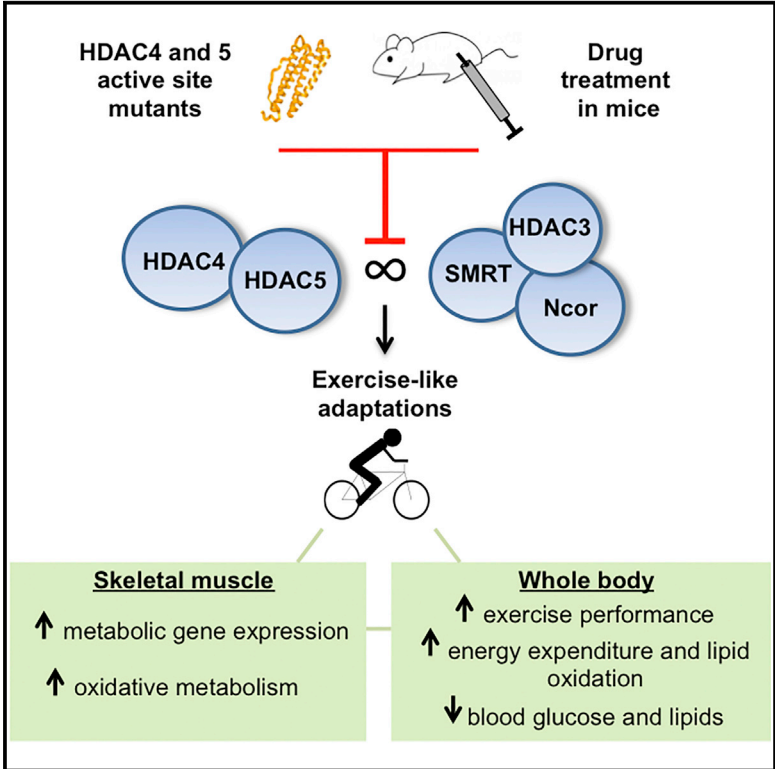 HDAC4 and 5
active site
mutants
Drug
treatment
in mice
HDAC4
HDAC5
∞
HDAC3
SMRT
Ncor
Exercise-like
adaptations
Skeletal muscle
↑ metabolic gene expression
↑ oxidative metabolism
Whole body
↑ exercise performance
↑ energy expenditure and lipid
oxidation
↓ blood glucose and lipids